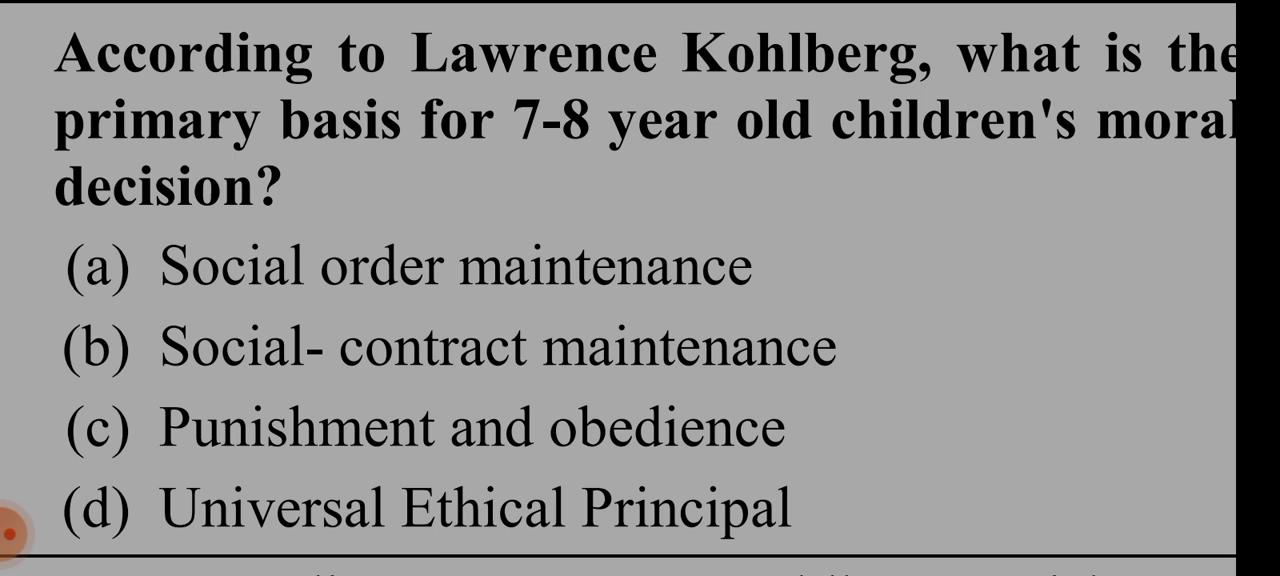 According to Lawrence Kohlberg, what is the
primary basis for 7-8 year old children's moral
decision?
(a) Social order maintenance
(b) Social- contract maintenance
(c) Punishment and obedience
(d) Universal Ethical Principal